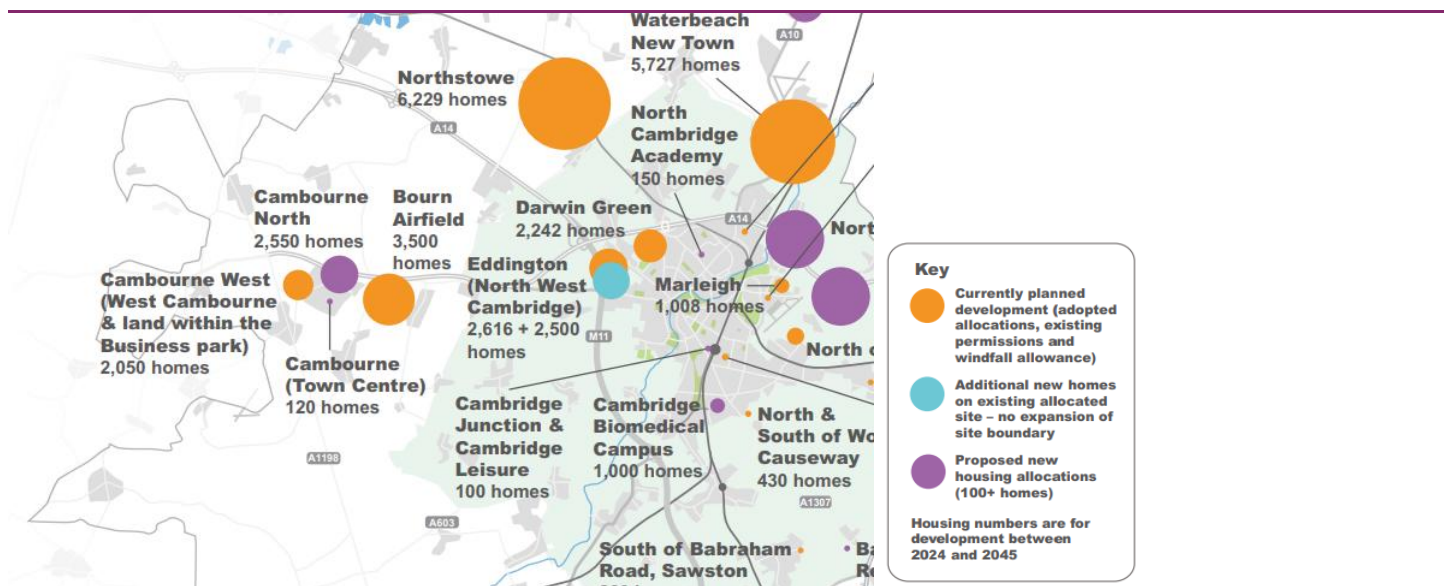 Waterbeach
New Town
5,727 homes
A10
Northstowe
6,229 homes
A14
North
Cambridge
Academy
150 homes
Cambourne
North
2,550 homes
Bourn
Airfield
3,500
homes
Darwin Green
2,242 homes
A14
Nort
Eddington
(North West
Cambridge)
2,616 + 2,500
homes
Cambourne West
(West Cambourne
& land within the
Business park)
2,050 homes
Marleigh
1,008 homes
M11
North o
Cambourne
(Town Centre)
120 homes
Cambridge
Junction &
Cambridge
Leisure
100 homes
Cambridge
Biomedical
Campus
1,000 homes
North &
South of Wo
Causeway
430 homes
A1198
A603
A1307
South of Babraham
Road, Sawston
Ba
Ro
Key
Currently planned
development (adopted
allocations, existing
permissions and
windfall allowance)
Additional new homes
on existing allocated
site – no expansion of
site boundary
Proposed new
housing allocations
(100+ homes)
Housing numbers are for
development between
2024 and 2045